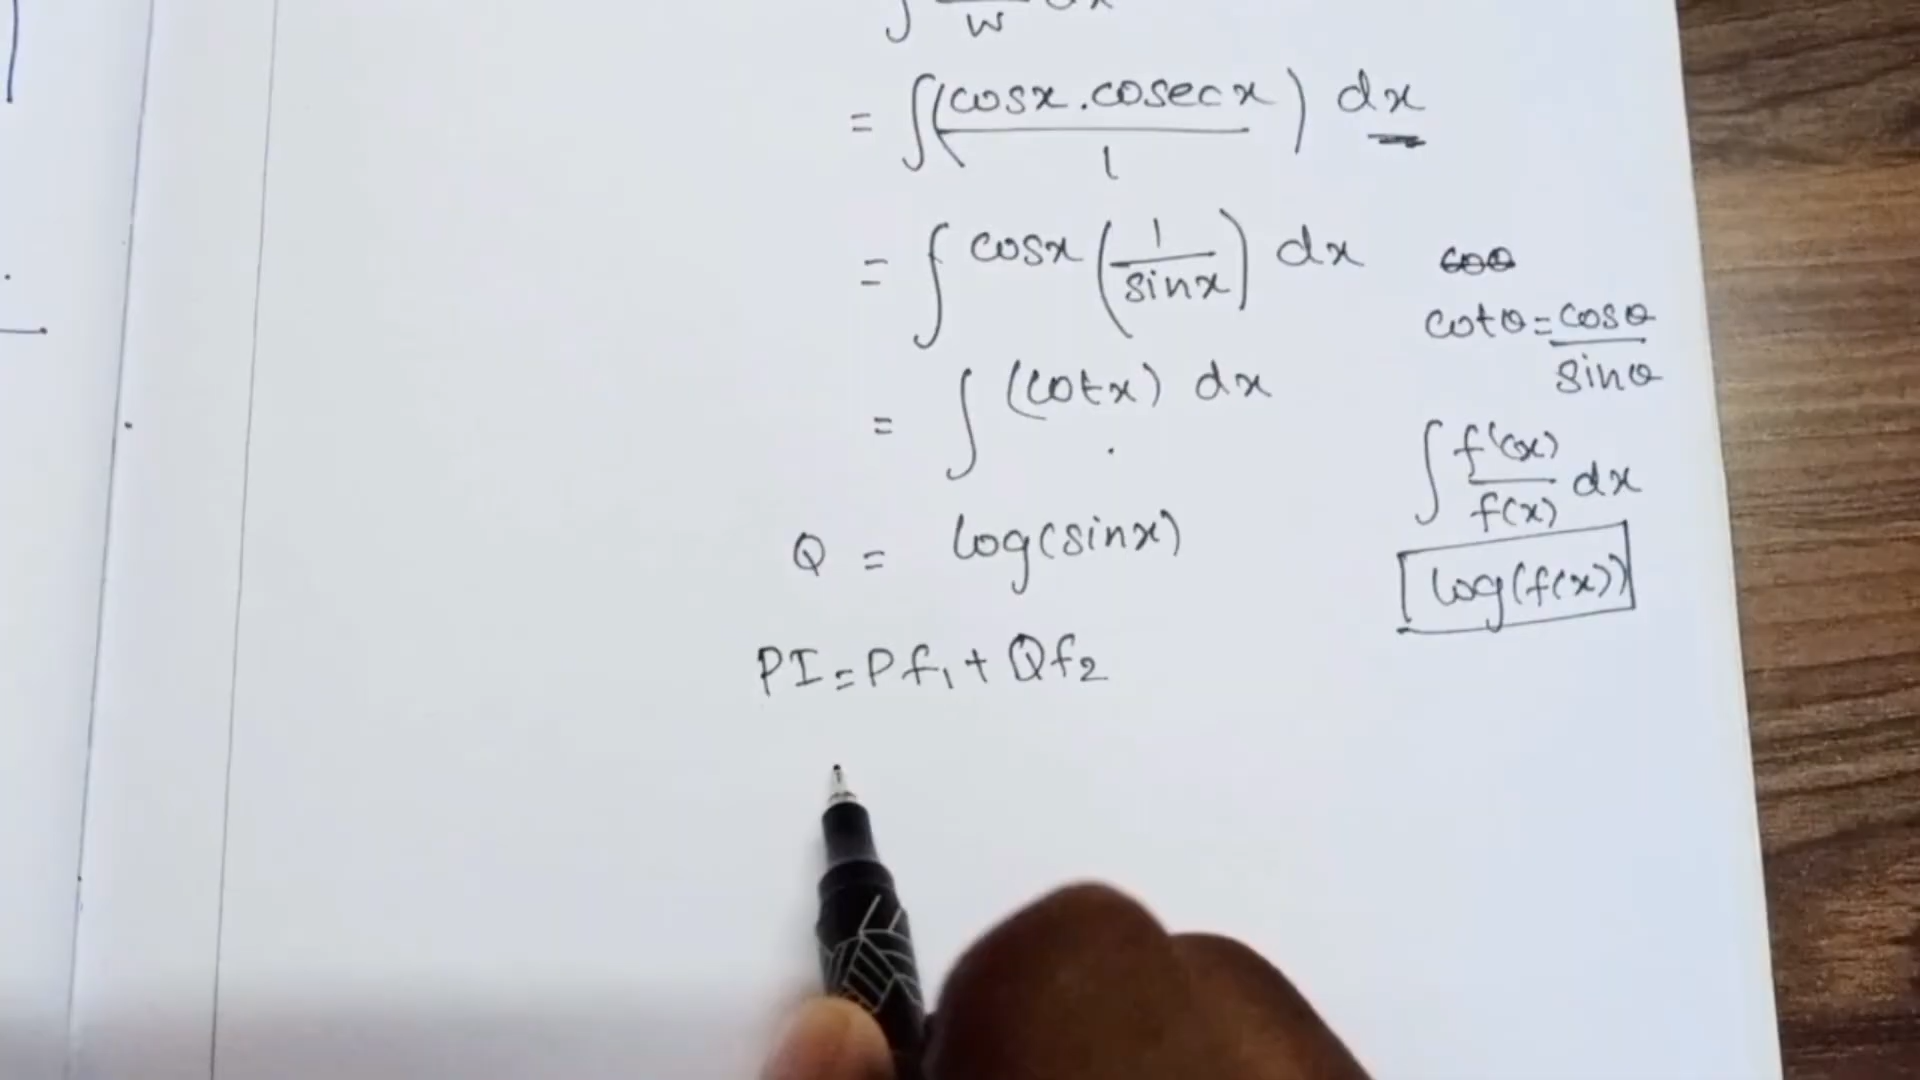 ∫ w dx
= ∫(cosx.cosecx / 1) dx
= ∫ cosx (1 / sinx) dx
cotθ = cosθ / sinθ
= ∫ (cotx) dx
∫ f'(x) / f(x) dx
Q = log(sinx)
log(f(x))
PI = Pf₁ + Qf₂